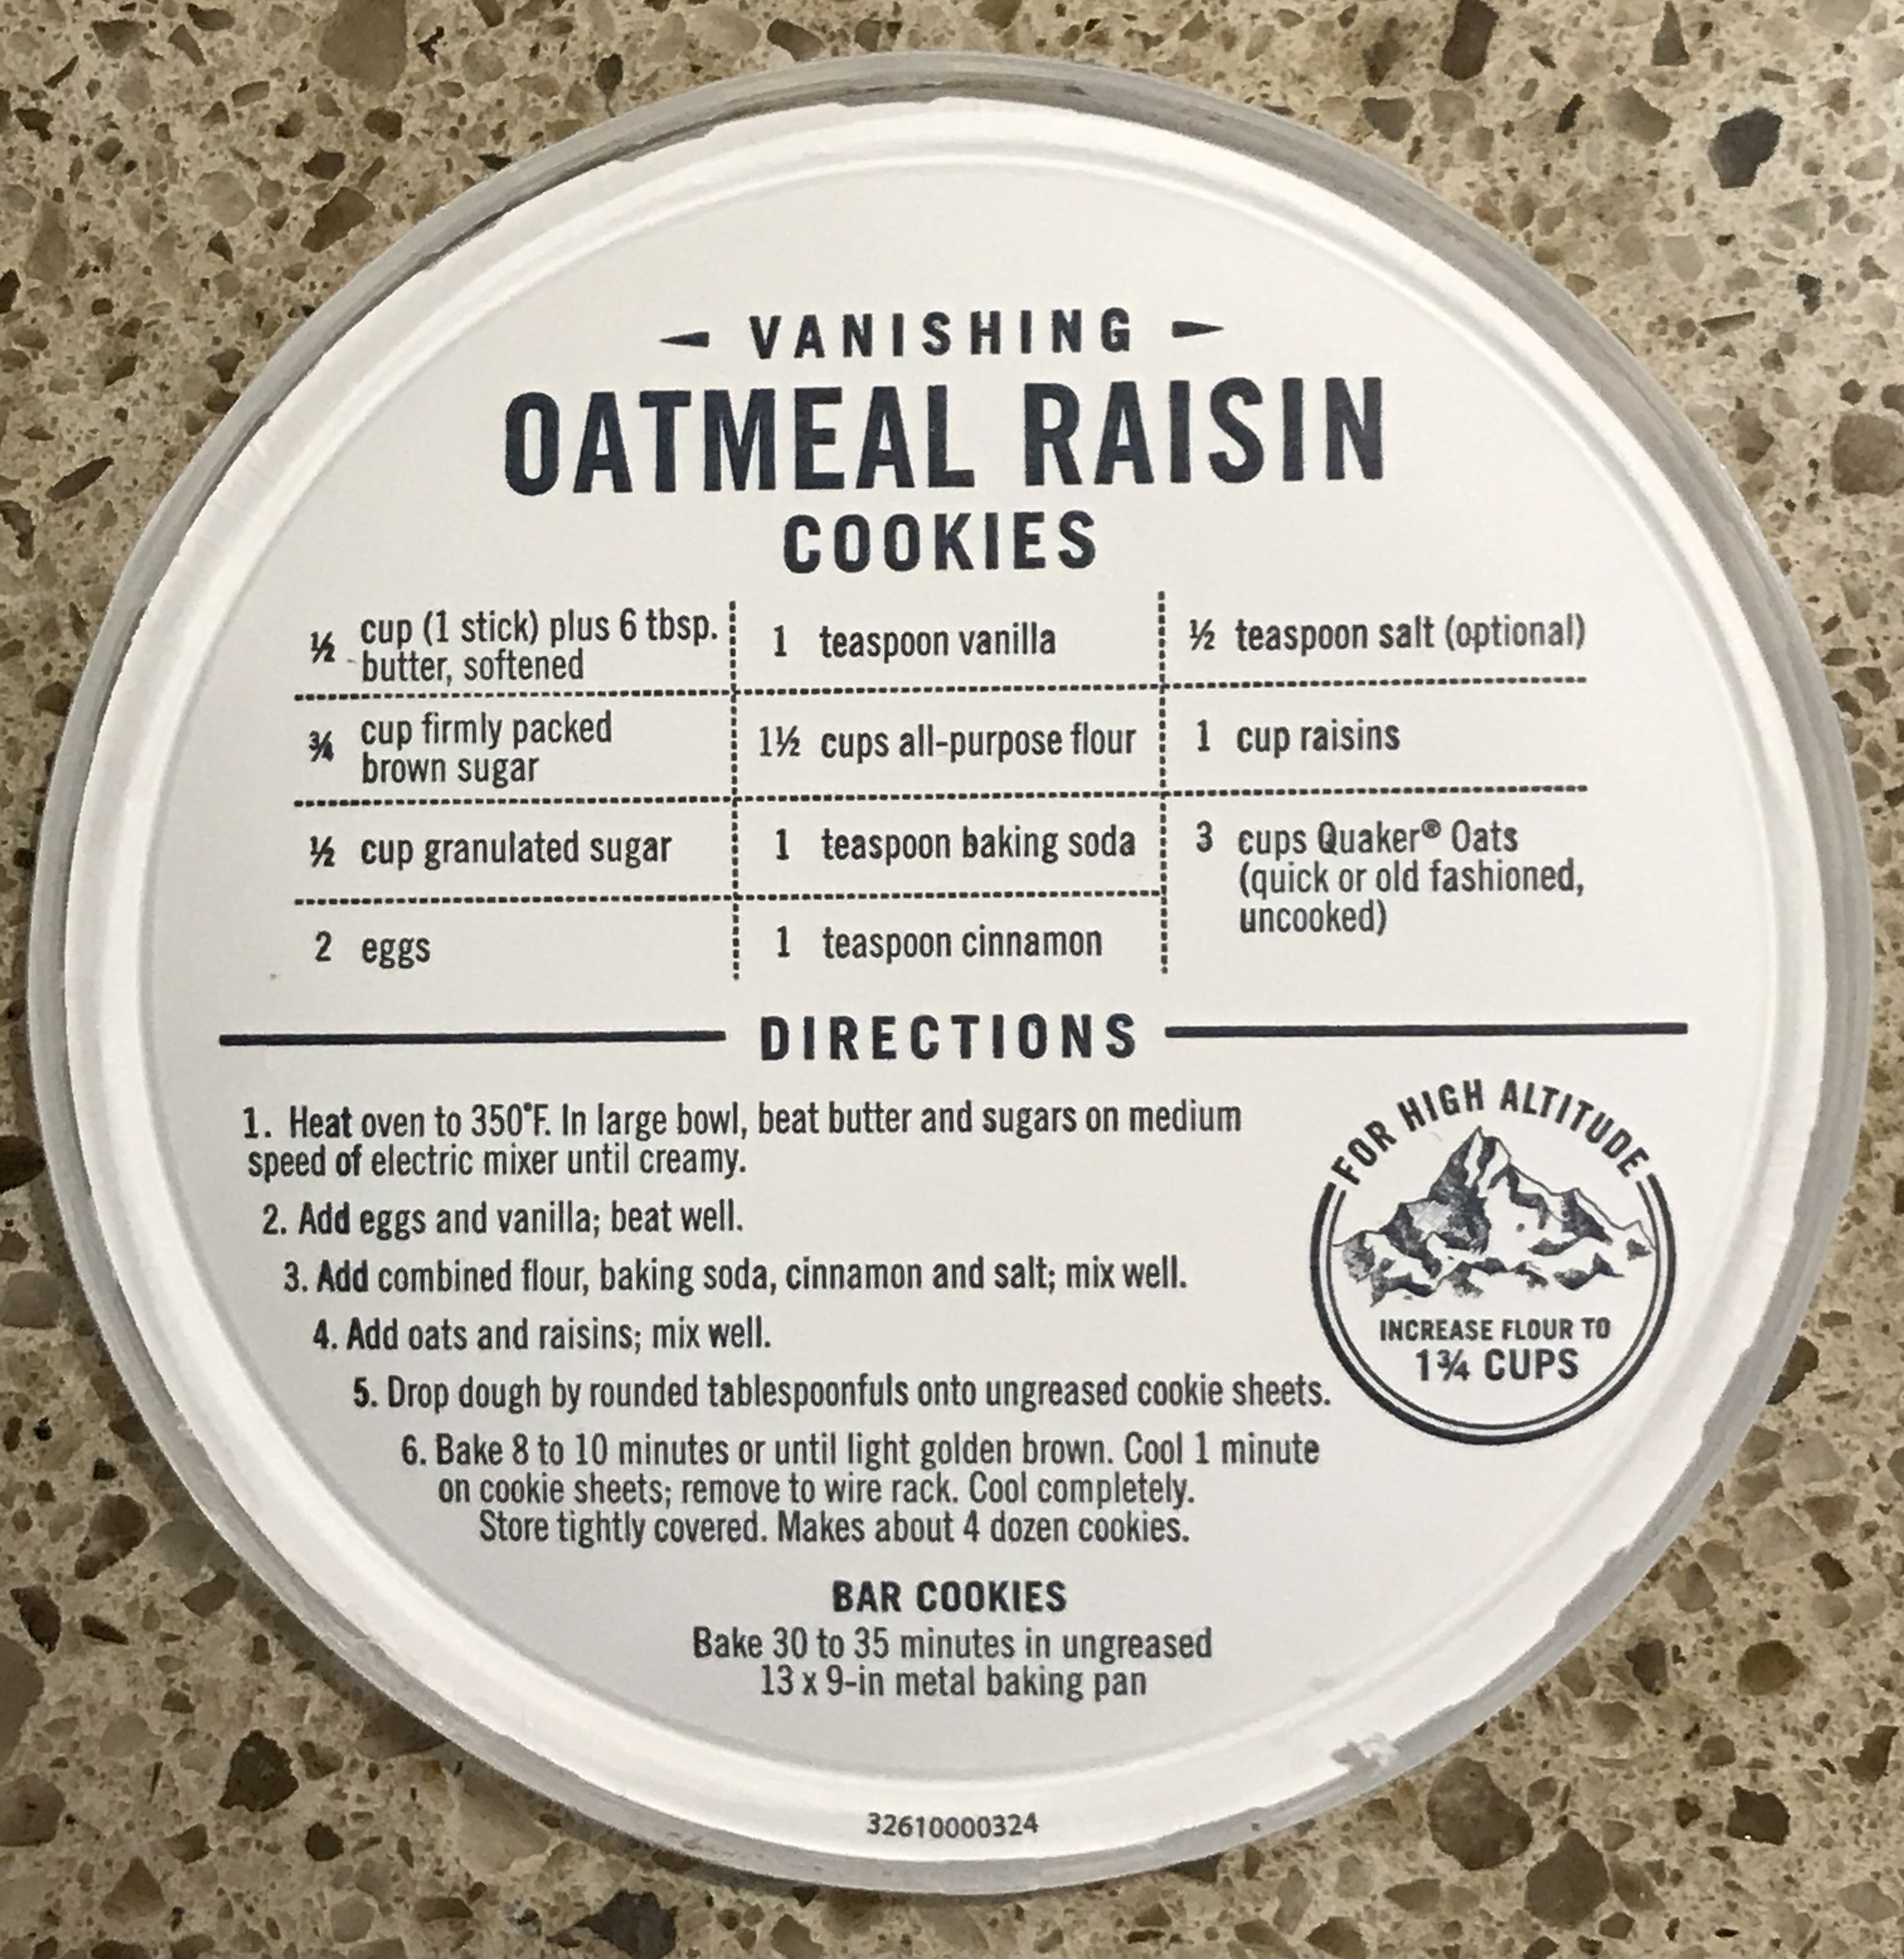 VANISHING
OATMEAL RAISIN
COOKIES
½ cup (1 stick) plus 6 tbsp.
butter, softened
¾ cup firmly packed
brown sugar
½ cup granulated sugar
2 eggs
1 teaspoon vanilla
1½ cups all-purpose flour
1 teaspoon baking soda
1 teaspoon cinnamon
½ teaspoon salt (optional)
1 cup raisins
3 cups Quaker® Oats
(quick or old fashioned,
uncooked)
DIRECTIONS
1. Heat oven to 350°F. In large bowl, beat butter and sugars on medium
speed of electric mixer until creamy.
2. Add eggs and vanilla; beat well.
3. Add combined flour, baking soda, cinnamon and salt; mix well.
4. Add oats and raisins; mix well.
5. Drop dough by rounded tablespoonfuls onto ungreased cookie sheets.
6. Bake 8 to 10 minutes or until light golden brown. Cool 1 minute
on cookie sheets; remove to wire rack. Cool completely.
Store tightly covered. Makes about 4 dozen cookies.
FOR HIGH ALTITUDE
INCREASE FLOUR TO
1¾ CUPS
BAR COOKIES
Bake 30 to 35 minutes in ungreased
13 x 9-in metal baking pan
32610000324